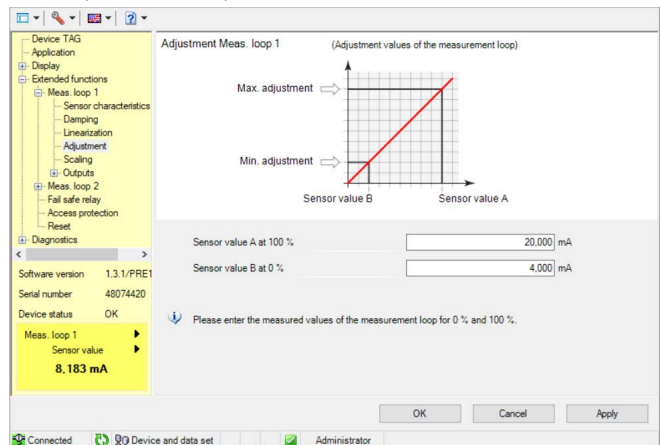 Device TAG
Application
Display
Extended functions
Meas. loop 1
Sensor characteristics
Damping
Linearization
Adjustment
Scaling
Outputs
Meas. loop 2
Fail safe relay
Access protection
Reset
Diagnostics
Software version 1.3.1/PRE1
Serial number 48074420
Device status OK
Meas. loop 1
Sensor value
8,183 mA
Adjustment Meas. loop 1 (Adjustment values of the measurement loop)
Max. adjustment
Min. adjustment
Sensor value B Sensor value A
Sensor value A at 100 % 20,000 mA
Sensor value B at 0 % 4,000 mA
Please enter the measured values of the measurement loop for 0 % and 100 %.
OK Cancel Apply
Connected Device and data set Administrator